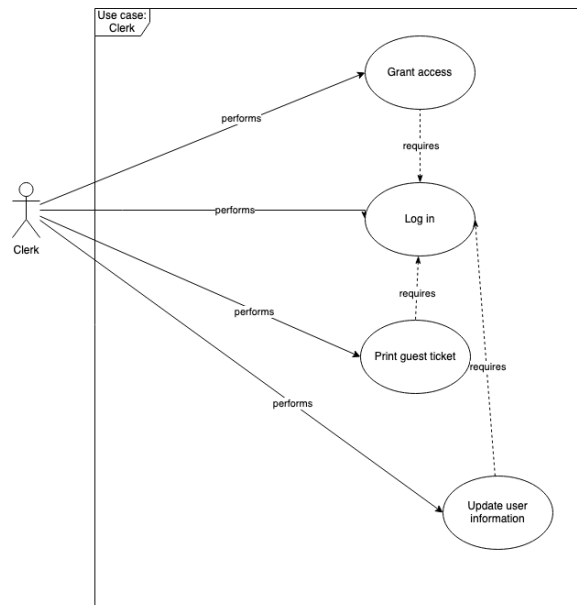 Use case:
Clerk
Grant access
performs
requires
performs
Log in
Clerk
requires
performs
Print guest ticket
requires
performs
Update user
information